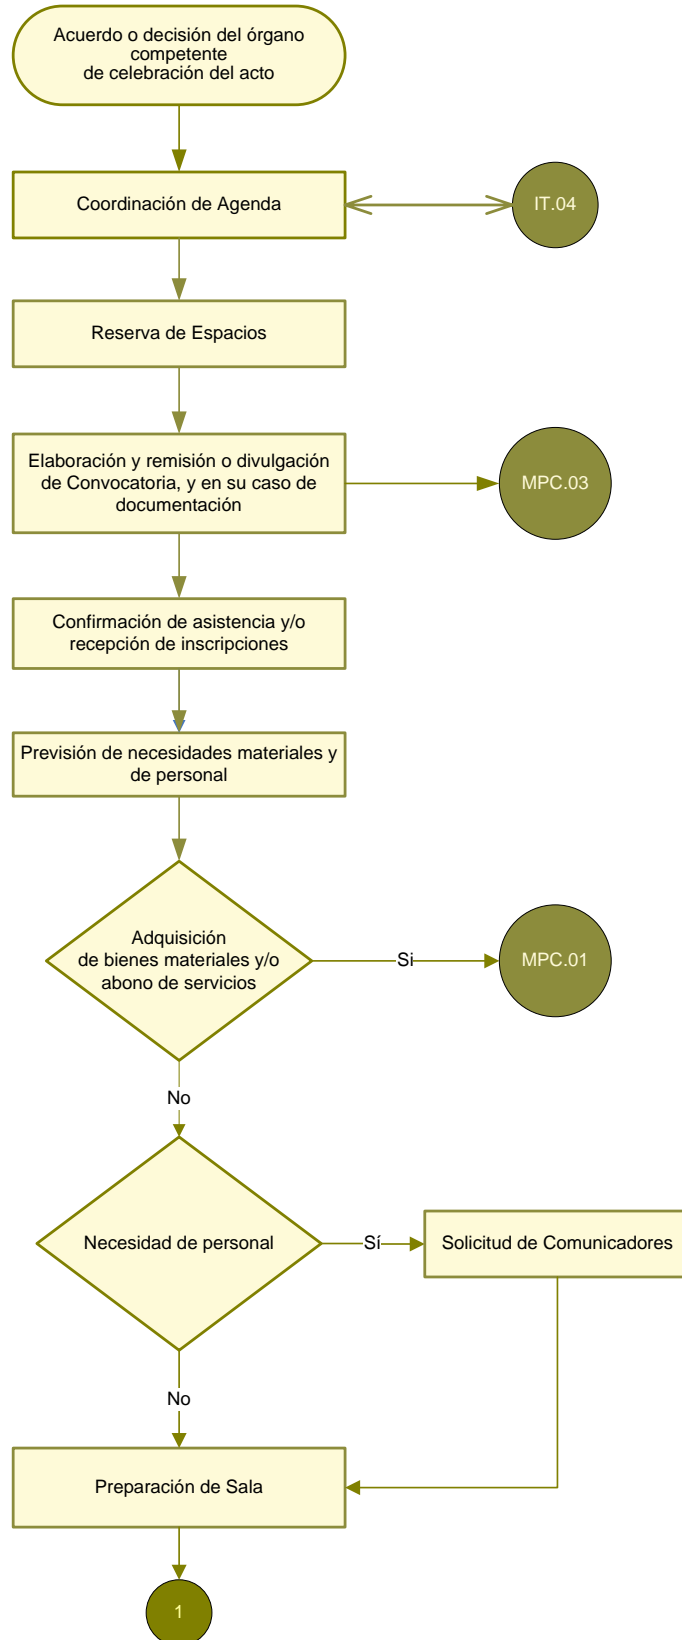 Acuerdo o decisión del órgano
competente
de celebración del acto
Coordinación de Agenda
IT.04
Reserva de Espacios
Elaboración y remisión o divulgación
de Convocatoria, y en su caso de
documentación
MPC.03
Confirmación de asistencia y/o
recepción de inscripciones
Previsión de necesidades materiales y
de personal
Adquisición
de bienes materiales y/o
abono de servicios
Si
MPC.01
No
Necesidad de personal
Sí
Solicitud de Comunicadores
No
Preparación de Sala
1